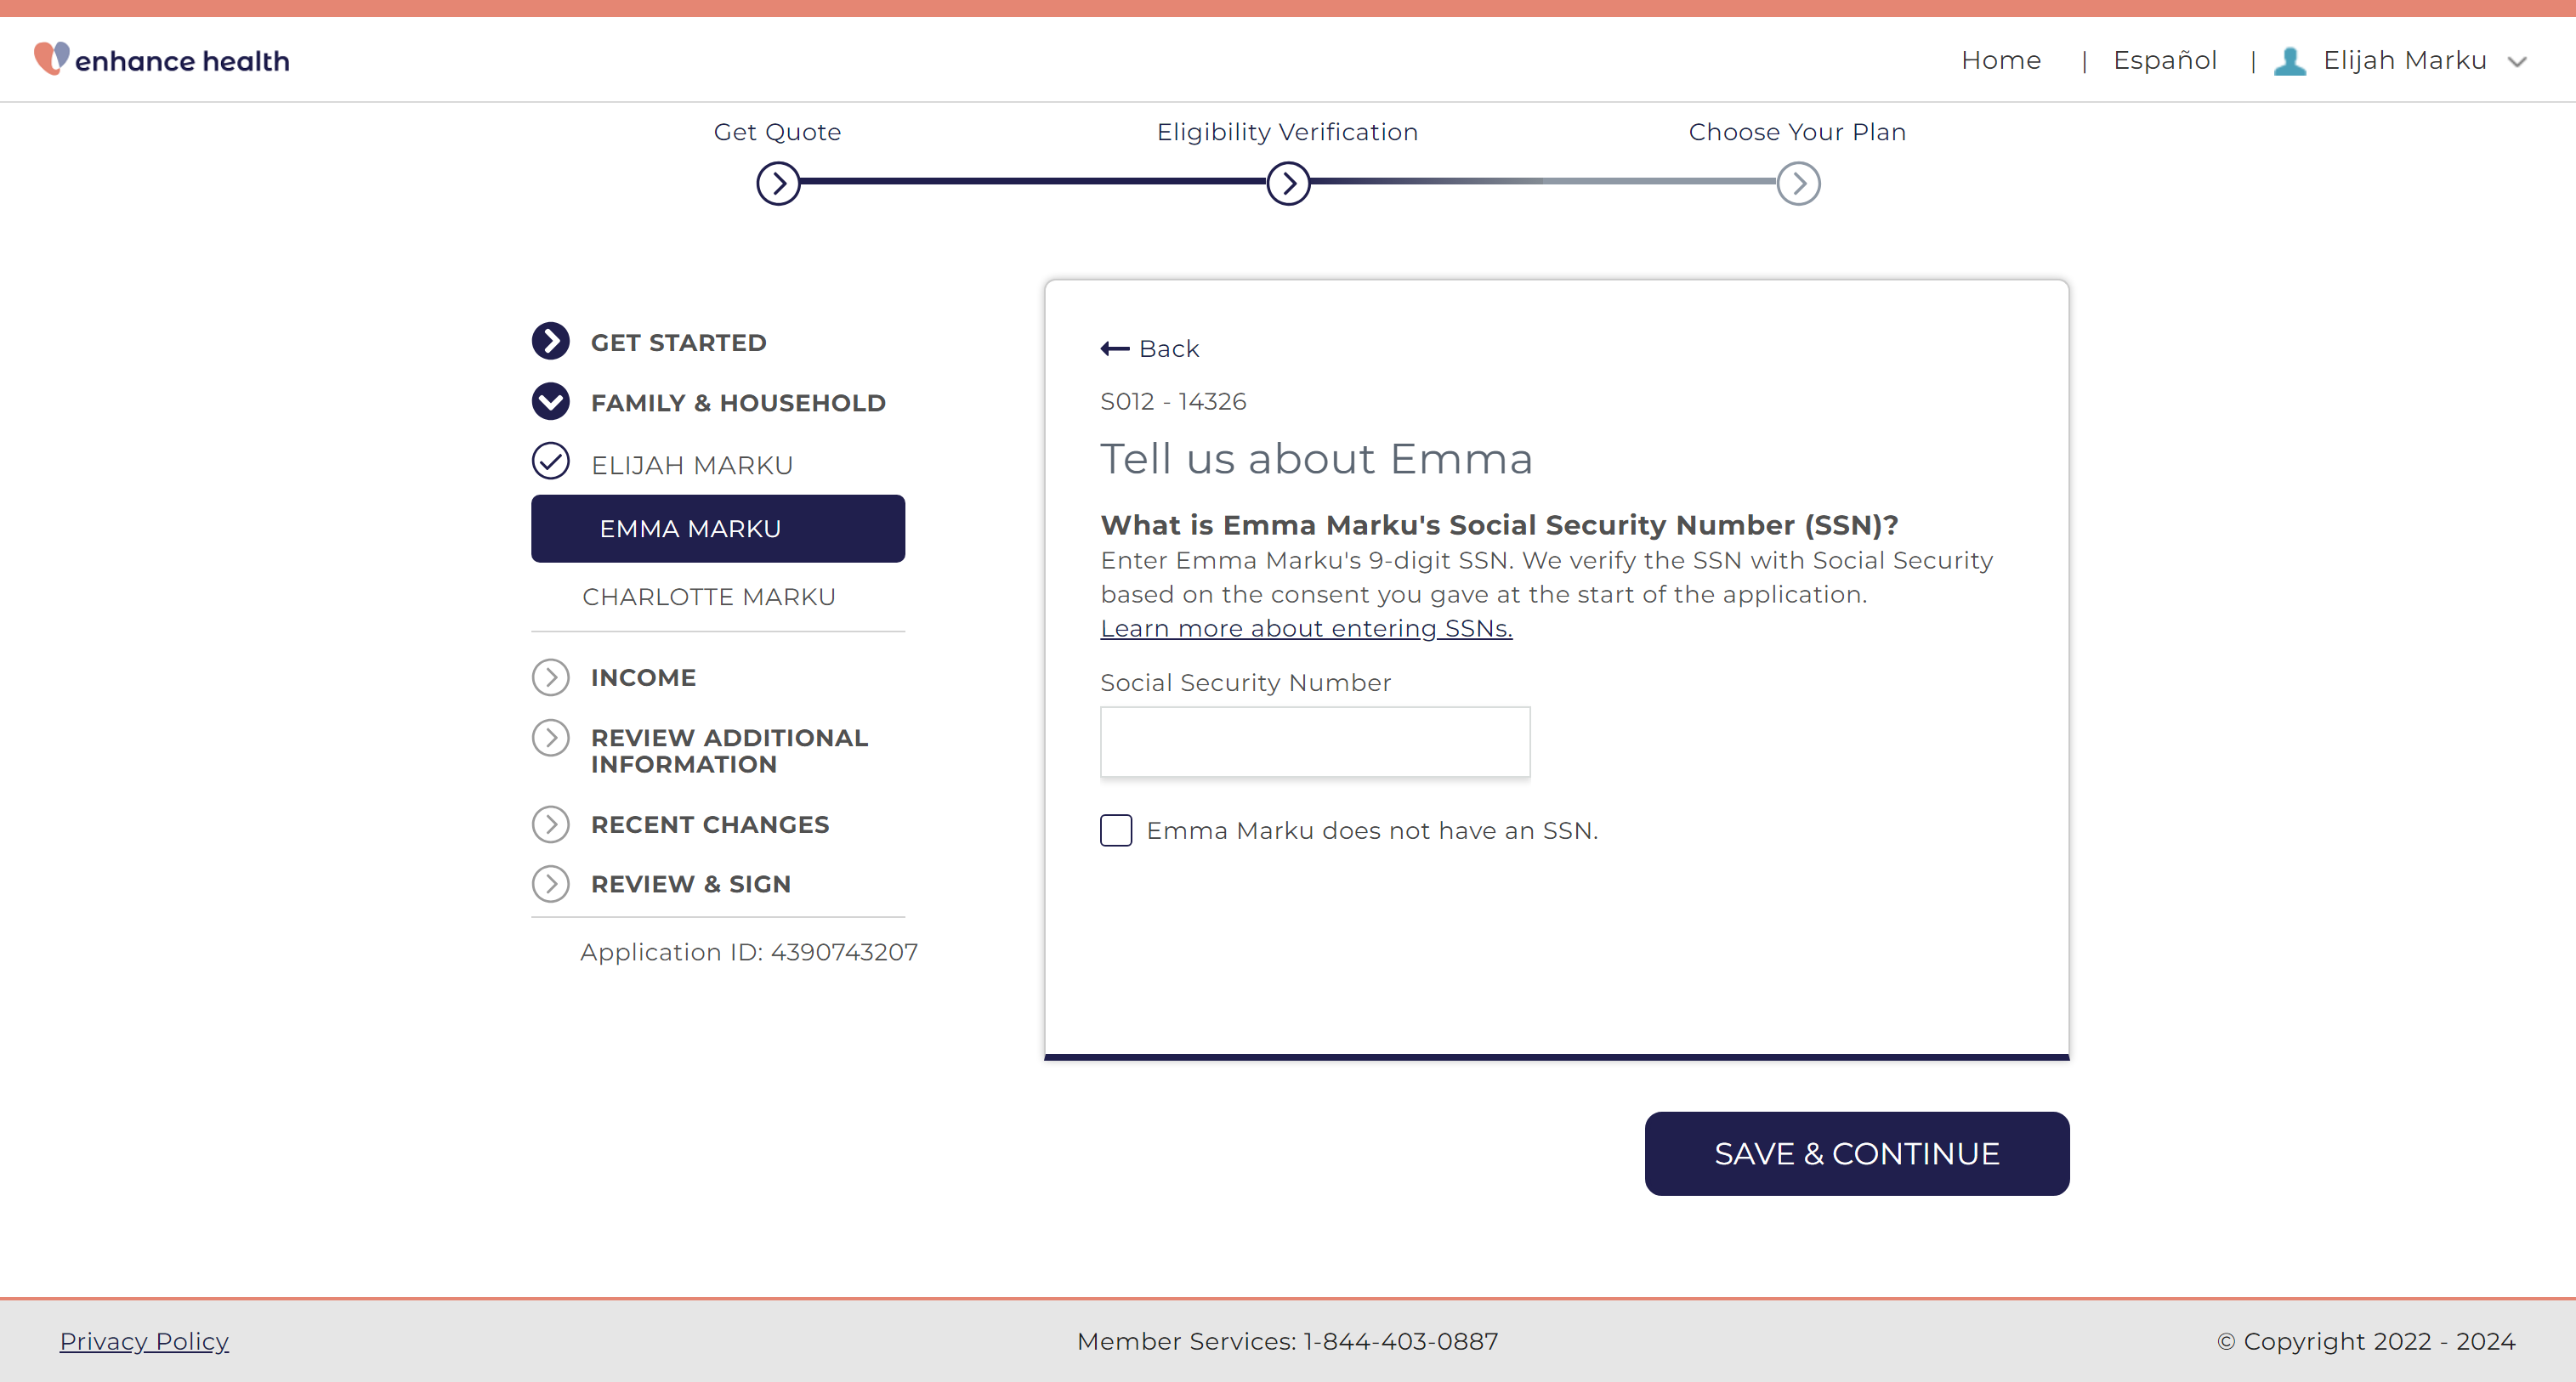 enhance health
Home | Español | Elijah Marku
Get Quote
Eligibility Verification
Choose Your Plan
GET STARTED
FAMILY & HOUSEHOLD
ELIJAH MARKU
EMMA MARKU
CHARLOTTE MARKU
INCOME
REVIEW ADDITIONAL
INFORMATION
RECENT CHANGES
REVIEW & SIGN
Application ID: 4390743207
Back
S012 - 14326
Tell us about Emma
What is Emma Marku's Social Security Number (SSN)?
Enter Emma Marku's 9-digit SSN. We verify the SSN with Social Security
based on the consent you gave at the start of the application.
Learn more about entering SSNs.
Social Security Number
Emma Marku does not have an SSN.
SAVE & CONTINUE
Privacy Policy
Member Services: 1-844-403-0887
© Copyright 2022 - 2024